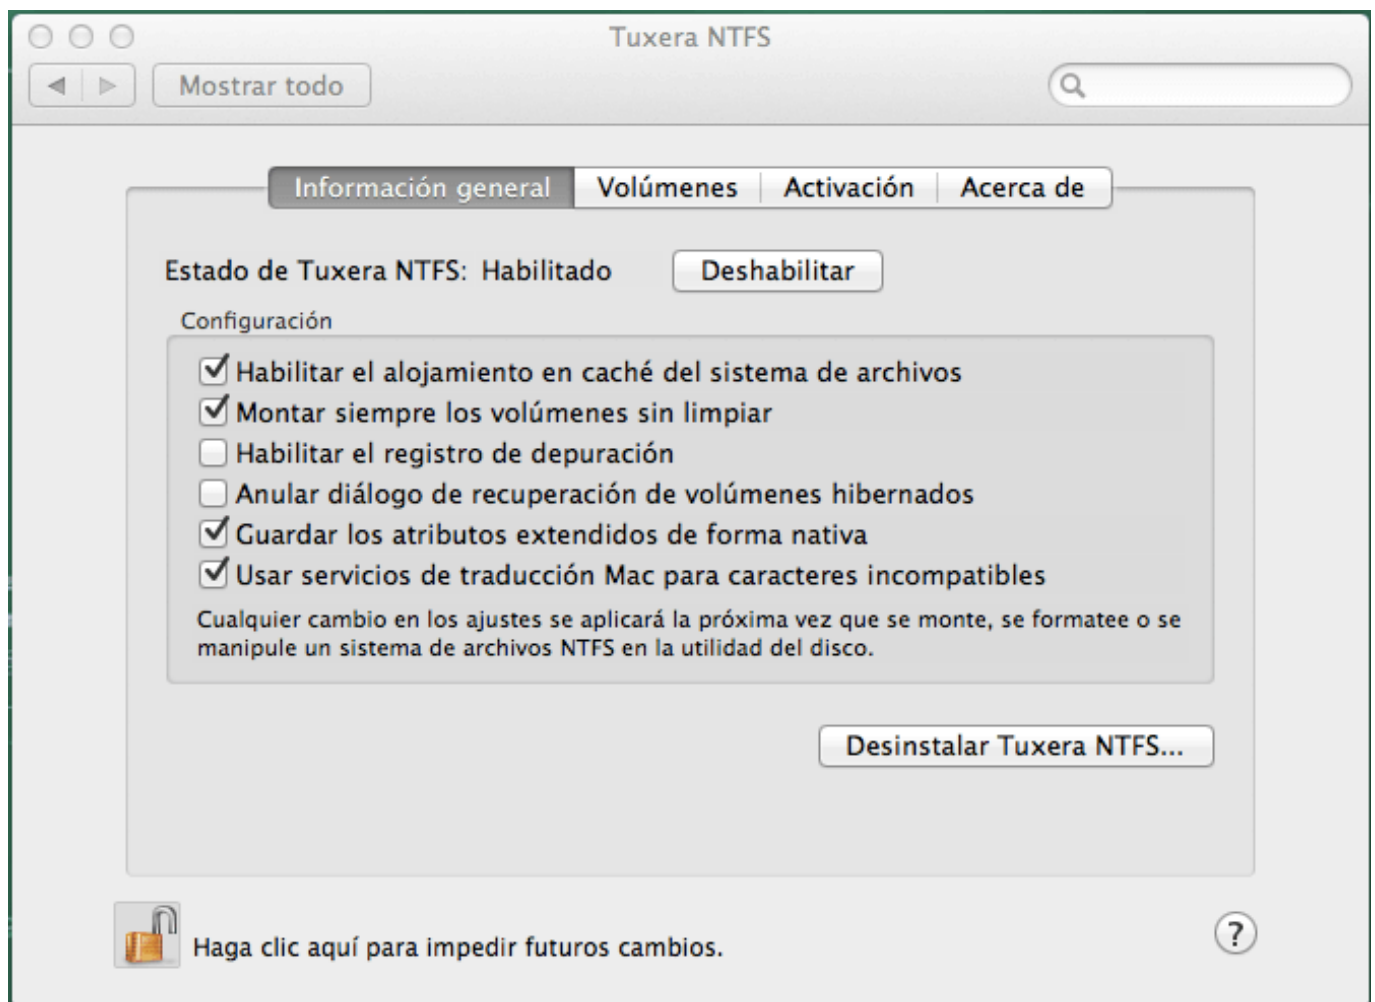 Tuxera NTFS
Mostrar todo
Información general Volúmenes Activación Acerca de
Estado de Tuxera NTFS: Habilitado Deshabilitar
Configuración
Habilitar el alojamiento en caché del sistema de archivos
Montar siempre los volúmenes sin limpiar
Habilitar el registro de depuración
Anular diálogo de recuperación de volúmenes hibernados
Guardar los atributos extendidos de forma nativa
Usar servicios de traducción Mac para caracteres incompatibles
Cualquier cambio en los ajustes se aplicará la próxima vez que se monte, se formatee o se
manipule un sistema de archivos NTFS en la utilidad del disco.
Desinstalar Tuxera NTFS...
Haga clic aquí para impedir futuros cambios.
?